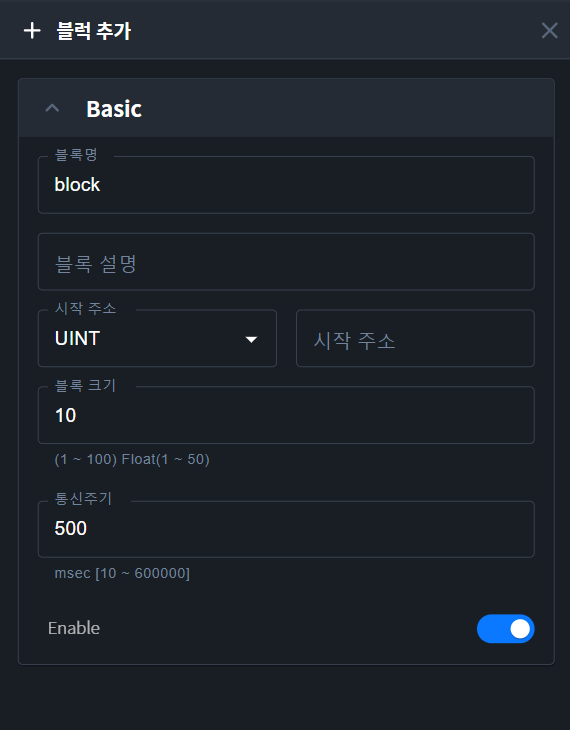 블럭 추가
Basic
블록명
block
블록 설명
시작 주소
UINT
시작 주소
블록 크기
10
(1 ~ 100) Float(1 ~ 50)
통신주기
500
msec [10 ~ 600000]
Enable